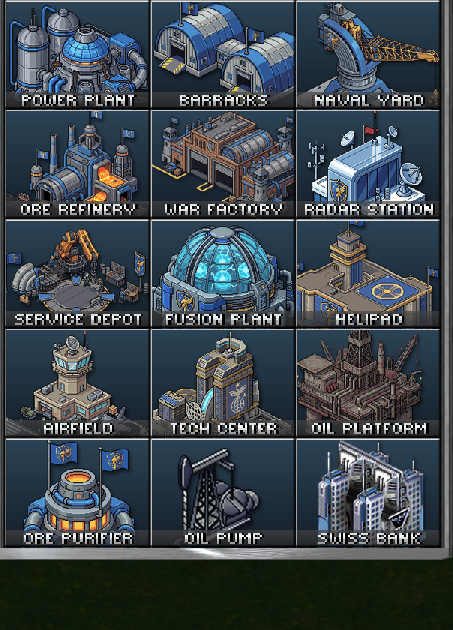 POWER PLANT
BARRACKS
NAVAL YARD
ORE REFINERY
WAR FACTORY
RADAR STATION
SERVICE DEPOT
FUSION PLANT
HELIPAD
AIRFIELD
TECH CENTER
OIL PLATFORM
ORE PURIFIER
OIL PUMP
SWISS BANK